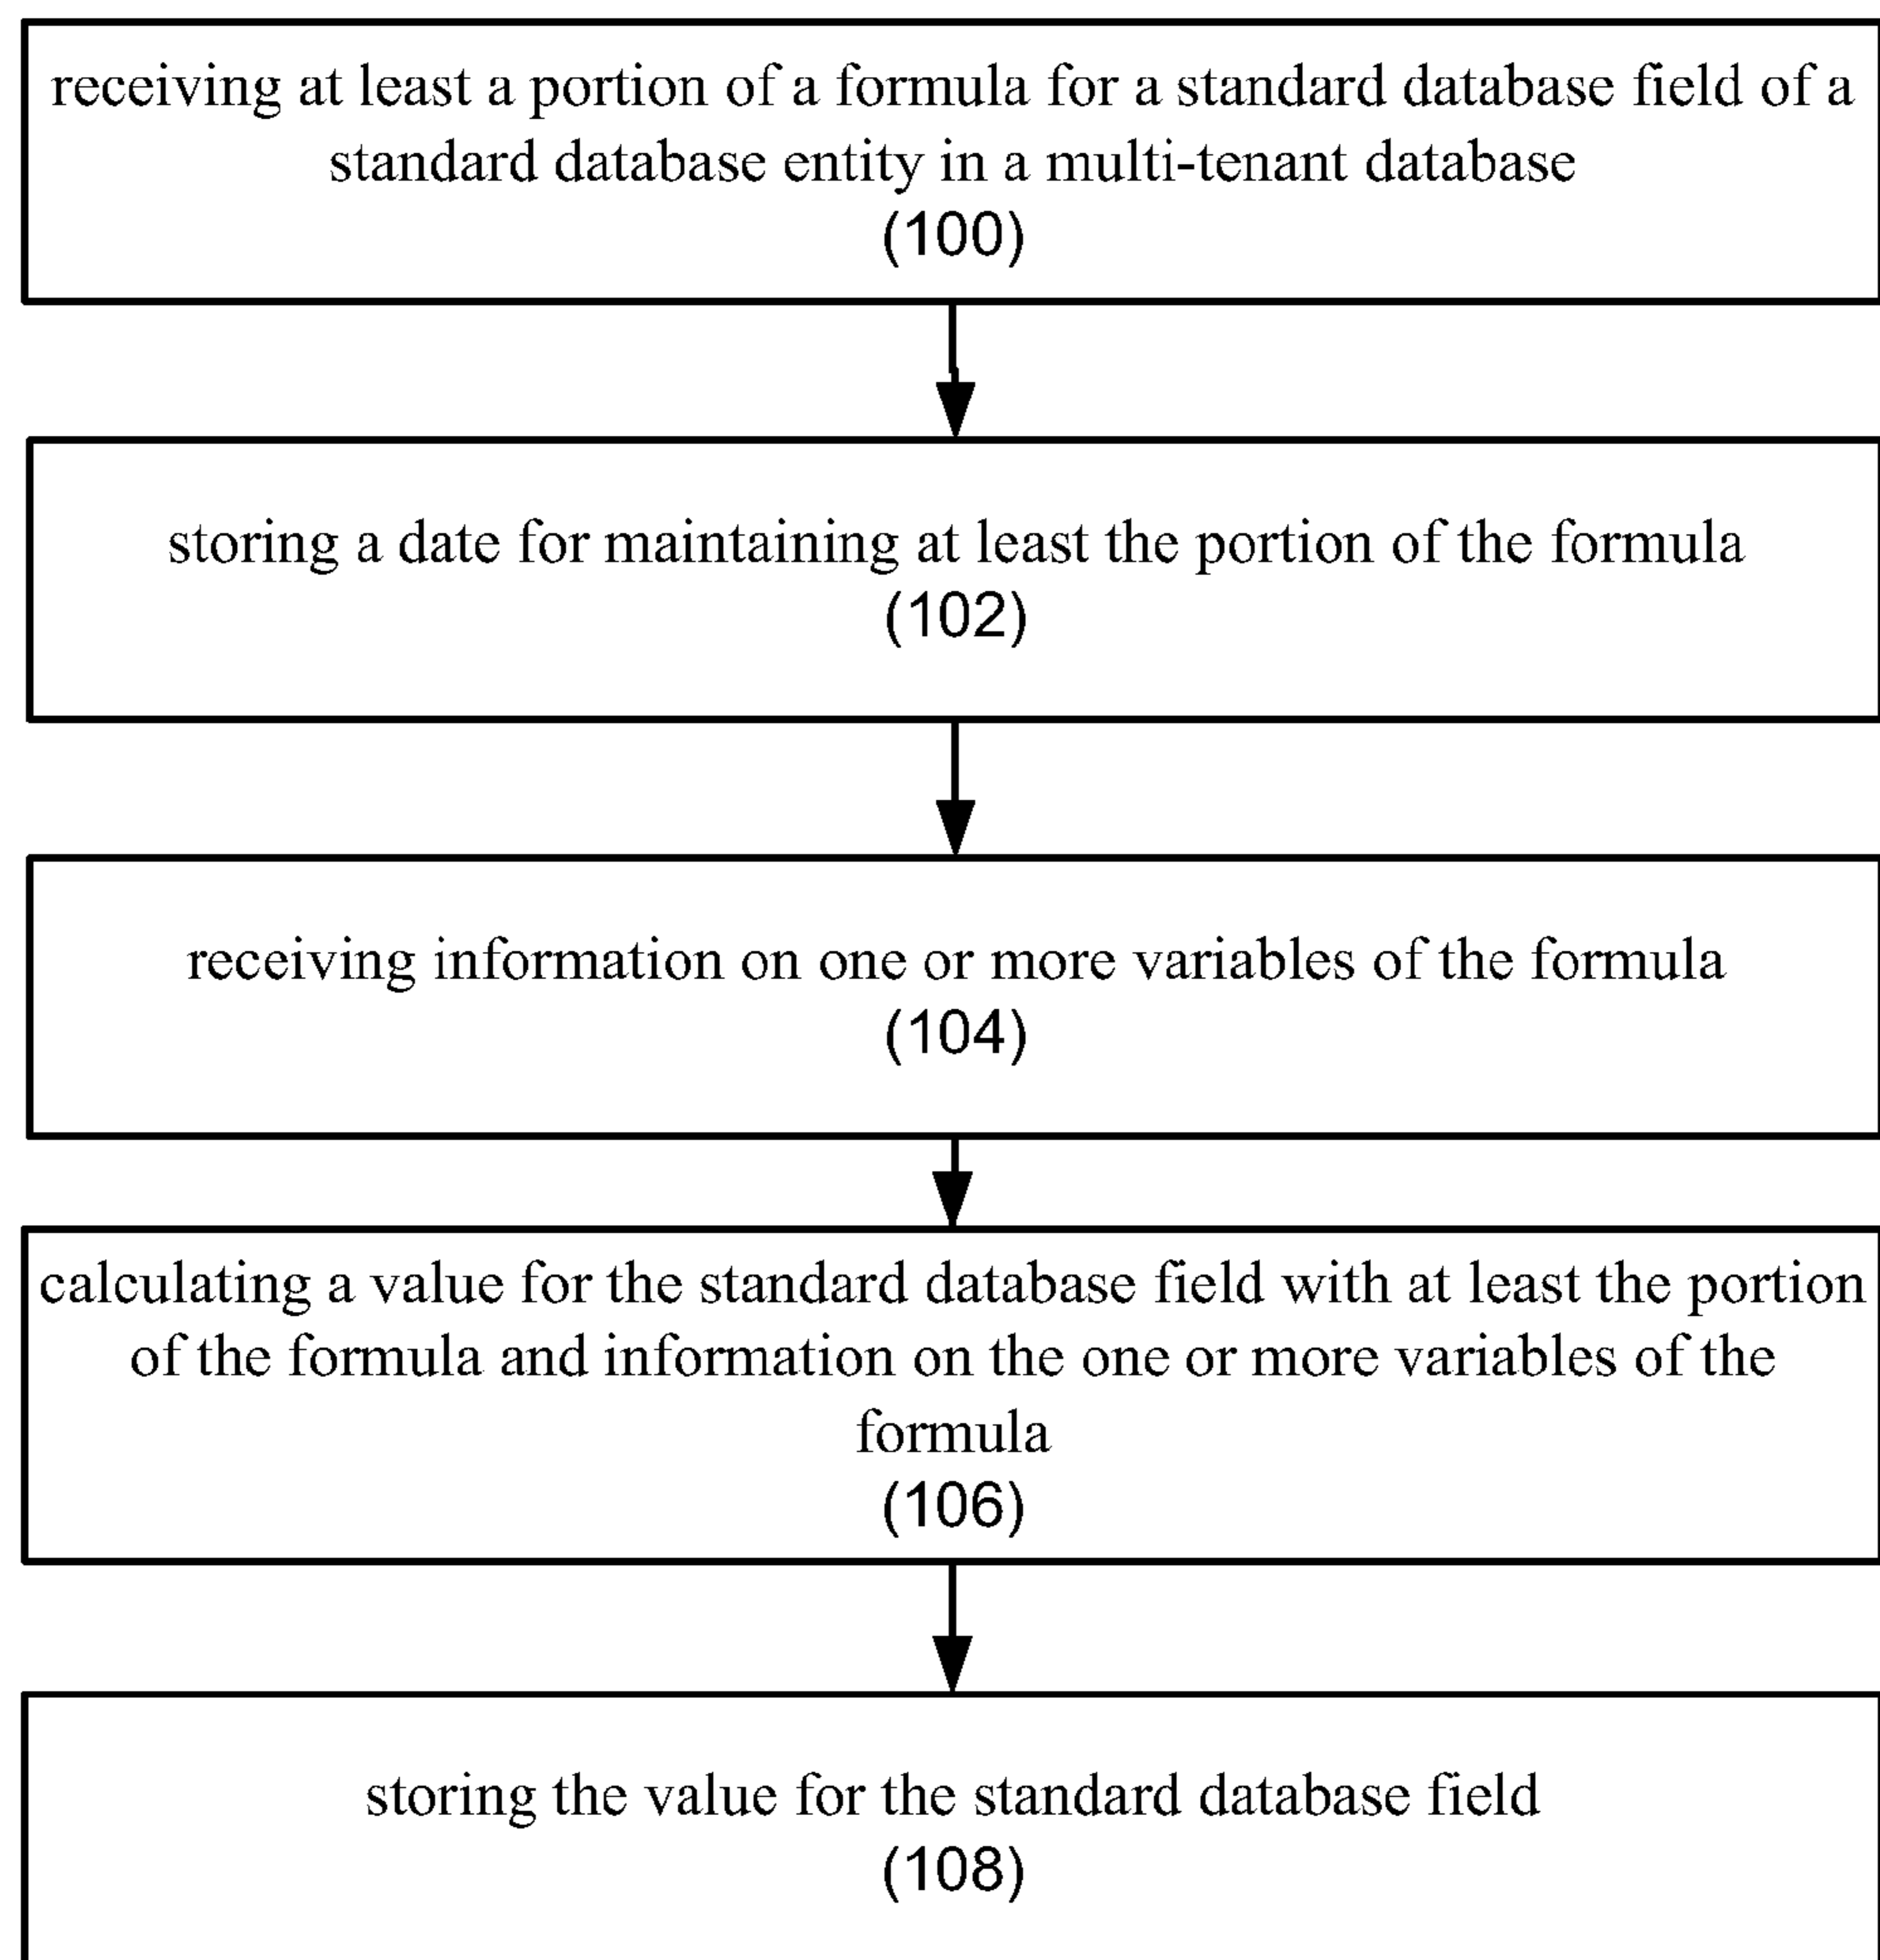 receiving at least a portion of a formula for a standard database field of a
standard database entity in a multi-tenant database
(100)
storing a date for maintaining at least the portion of the formula
(102)
receiving information on one or more variables of the formula
(104)
calculating a value for the standard database field with at least the portion
of the formula and information on the one or more variables of the
formula
(106)
storing the value for the standard database field
(108)